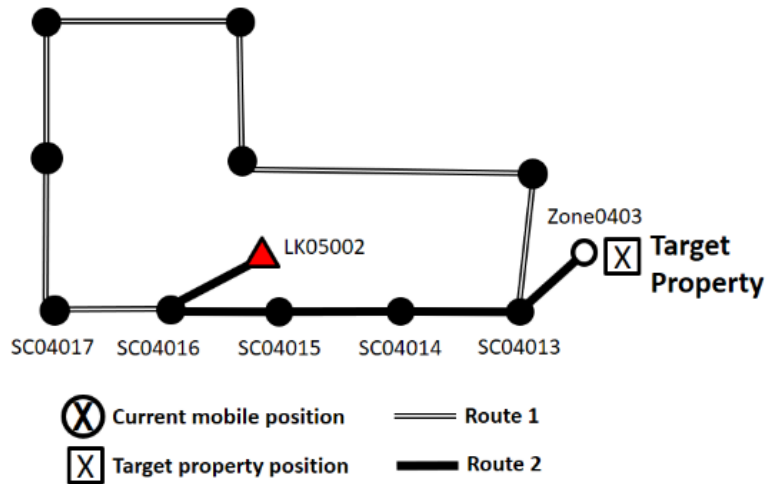 Zone0403
LK05002
X
Target
Property
SC04017 SC04016 SC04015 SC04014 SC04013
X Current mobile position Route 1
X Target property position Route 2